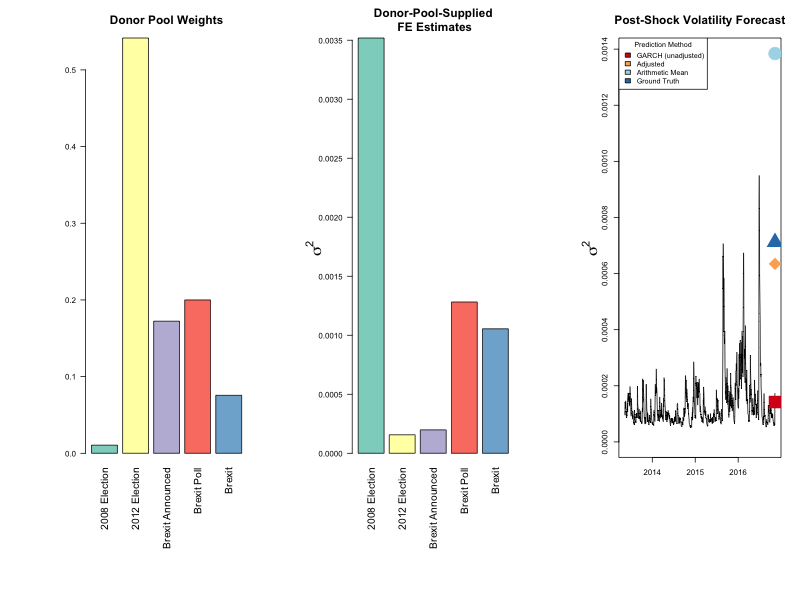 Donor Pool Weights
0.5
0.4
0.3
0.2
0.1
0.0
2008 Election
2012 Election
Brexit Announced
Brexit Poll
Brexit
Donor-Pool-Supplied
FE Estimates
σ2
0.0035
0.0030
0.0025
0.0020
0.0015
0.0010
0.0005
0.0000
2008 Election
2012 Election
Brexit Announced
Brexit Poll
Brexit
Post-Shock Volatility Forecast
σ2
0.0014
0.0012
0.0010
0.0008
0.0006
0.0004
0.0002
0.0000
Prediction Method
GARCH (unadjusted)
Adjusted
Arithmetic Mean
Ground Truth
2014
2015
2016